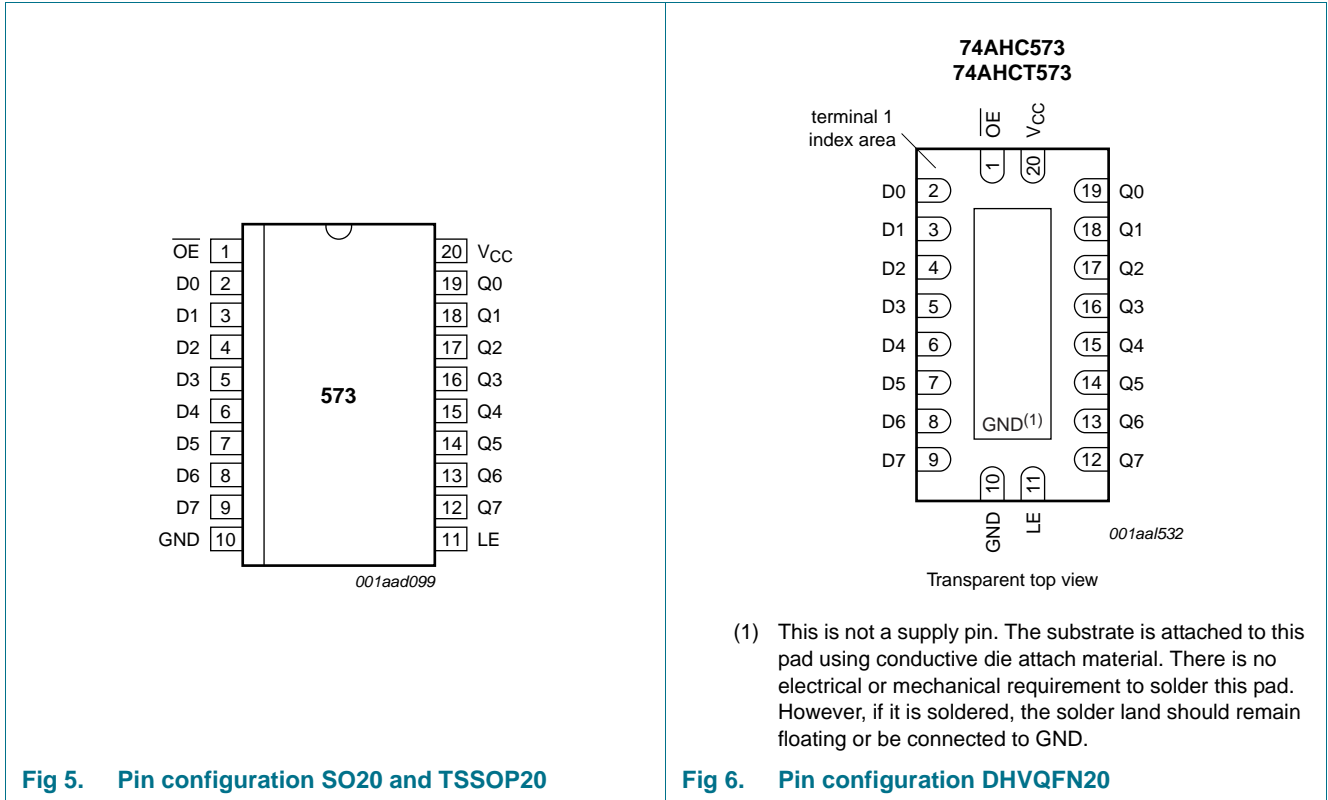 OE 1
D0 2
D1 3
D2 4
D3 5
D4 6
D5 7
D6 8
D7 9
GND 10
573
20 VCC
19 Q0
18 Q1
17 Q2
16 Q3
15 Q4
14 Q5
13 Q6
12 Q7
11 LE
001aad099
Fig 5. Pin configuration SO20 and TSSOP20
74AHC573
74AHCT573
terminal 1
index area
OE
VCC
1
20
D0 2
D1 3
D2 4
D3 5
D4 6
D5 7
D6 8
D7 9
19 Q0
18 Q1
17 Q2
16 Q3
15 Q4
14 Q5
13 Q6
12 Q7
GND(1)
10
11
GND
LE
001aal532
Transparent top view
(1) This is not a supply pin. The substrate is attached to this
pad using conductive die attach material. There is no
electrical or mechanical requirement to solder this pad.
However, if it is soldered, the solder land should remain
floating or be connected to GND.
Fig 6. Pin configuration DHVQFN20